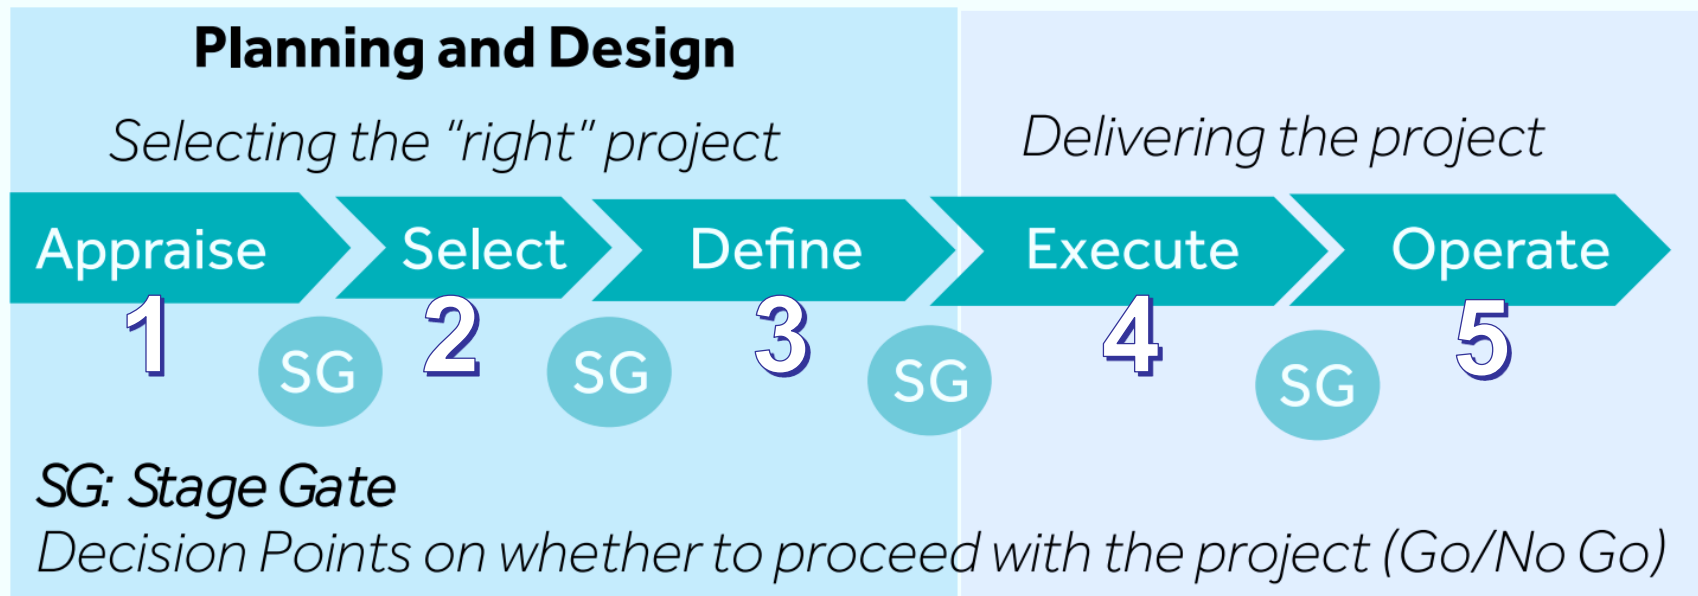 Planning and Design
Selecting the "right" project
Delivering the project
Appraise
Select
Define
Execute
Operate
1
2
3
4
5
SG
SG
SG
SG
SG: Stage Gate
Decision Points on whether to proceed with the project (Go/No Go)